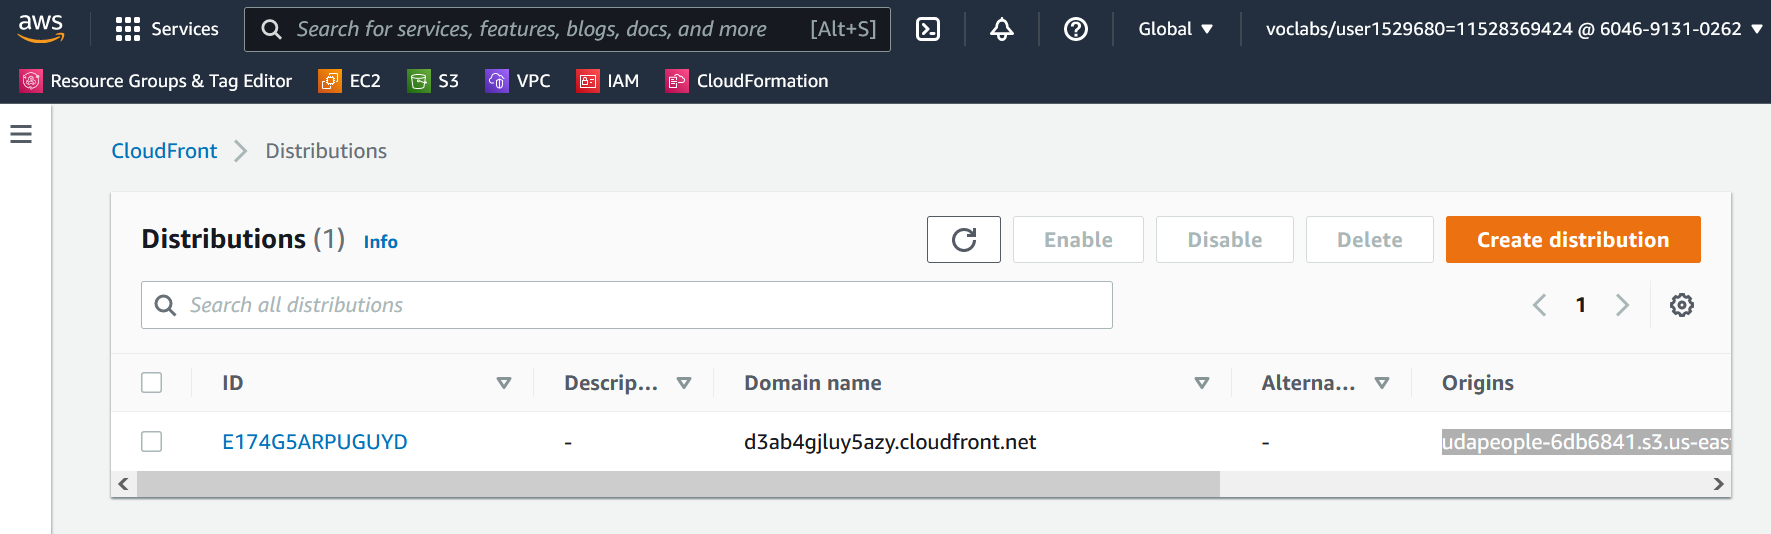 aws Services Search for services, features, blogs, docs, and more [Alt+S] Global voclabs/user1529680=11528369424 @ 6046-9131-0262
Resource Groups & Tag Editor EC2 S3 VPC IAM CloudFormation
CloudFront Distributions
Distributions (1) Info Enable Disable Delete Create distribution
Search all distributions 1
ID Descrip... Domain name Alterna... Origins
E174G5ARPUGUYD - d3ab4gjluy5azy.cloudfront.net - udapeople-6db6841.s3.us-eas